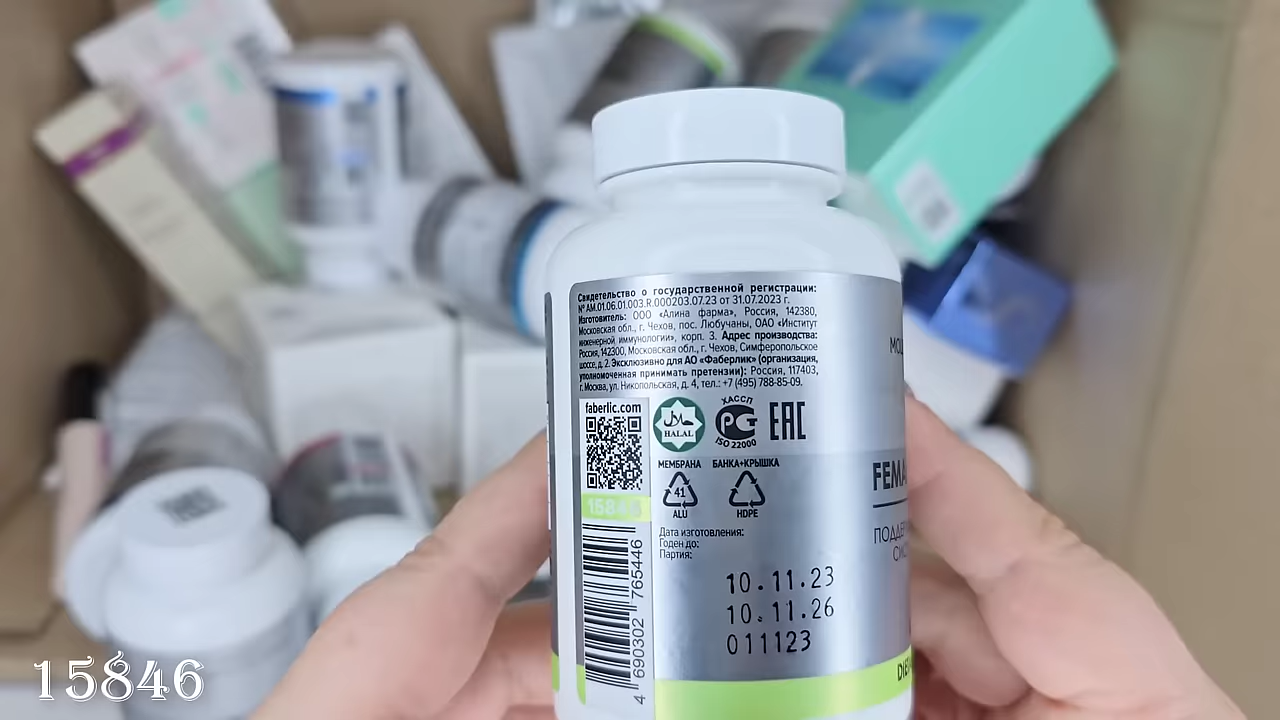 Свидетельство о государственной регистрации:
№ AM.01.06.01.003.R.000203.07.23 от 31.07.2023 г.
Изготовитель: ООО «Алина фарма», Россия, 142380,
Московская обл., г. Чехов, пос. Любучаны, ОАО «Институт
инженерной иммунологии», корп. 3. Адрес производства:
Россия, 142300, Московская обл., г. Чехов, Симферопольское
шоссе, д. 2. Эксклюзивно для АО «Фаберлик» (организация,
уполномоченная принимать претензии): Россия, 117403,
г. Москва, ул. Никопольская, д. 4, тел.: +7 (495) 788-85-09.
faberlic.com
HALAL
ХАССП
РСТ
ISO 22000
EAC
МЕМБРАНА
БАНКА+КРЫШКА
41
ALU
HDPE
15846
Дата изготовления:
Годен до:
Партия:
10.11.23
10.11.26
011123
4 690302 765446
15846